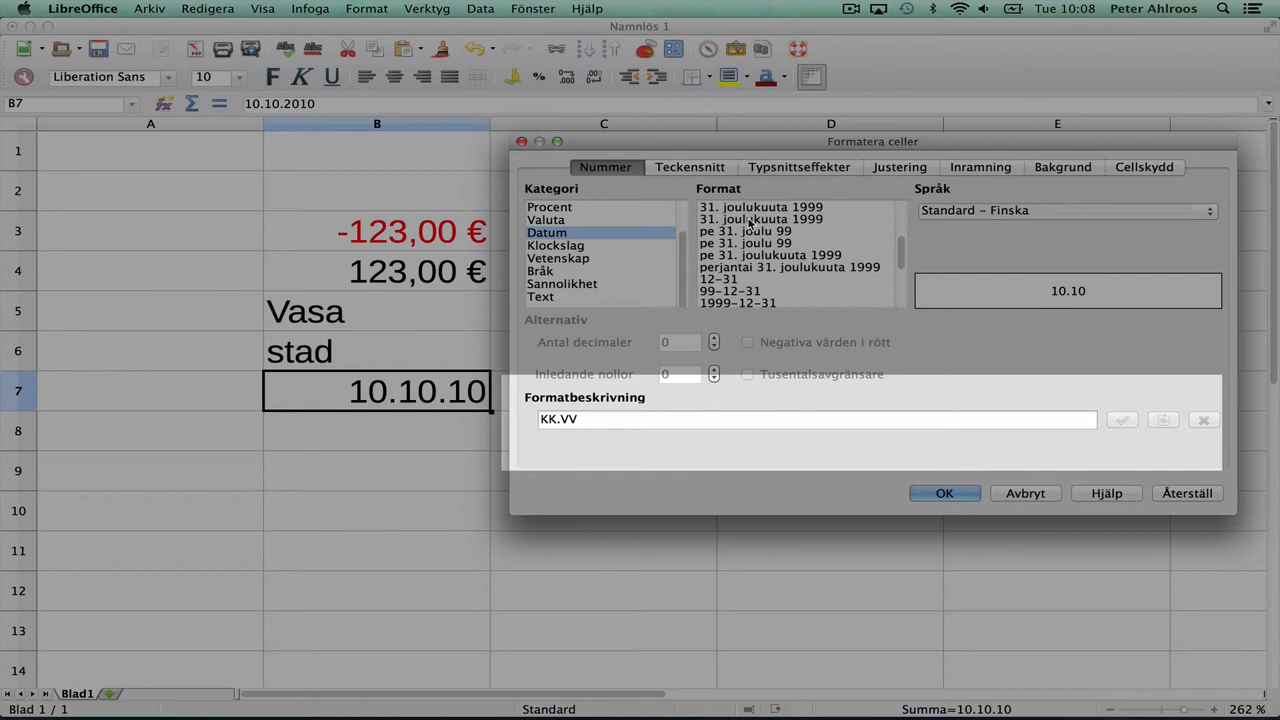 LibreOffice Arkiv Redigera Visa Infoga Format Verktyg Data Fönster Hjälp Tue 10:08 Peter Ahlroos
Namnlös 1
Liberation Sans 10 F K U
B7 10.10.2010
A B C D E
1
2
3 -123,00 €
4 123,00 €
5 Vasa
6 stad
7 10.10.10
8
9
10
11
12
13
14
Formatera celler
Nummer Teckensnitt Typsnittseffekter Justering Inramning Bakgrund Cellskydd
Kategori Format Språk
Procent
Valuta
Datum
Klockslag
Vetenskap
Bråk
Sannolikhet
Text
31. joulukuuta 1999
31. joulukuuta 1999
pe 31. joulu 99
pe 31. joulu 99
pe 31. joulukuuta 1999
perjantai 31. joulukuuta 1999
12-31
99-12-31
1999-12-31
Standard - Finska
10.10
Alternativ
Antal decimaler 0 Negativa värden i rött
Inledande nollor 0 Tusentalsavgränsare
Formatbeskrivning
KK.VV
OK Avbryt Hjälp Återställ
Blad1
Blad 1 / 1 Standard Summa=10.10.10 262 %